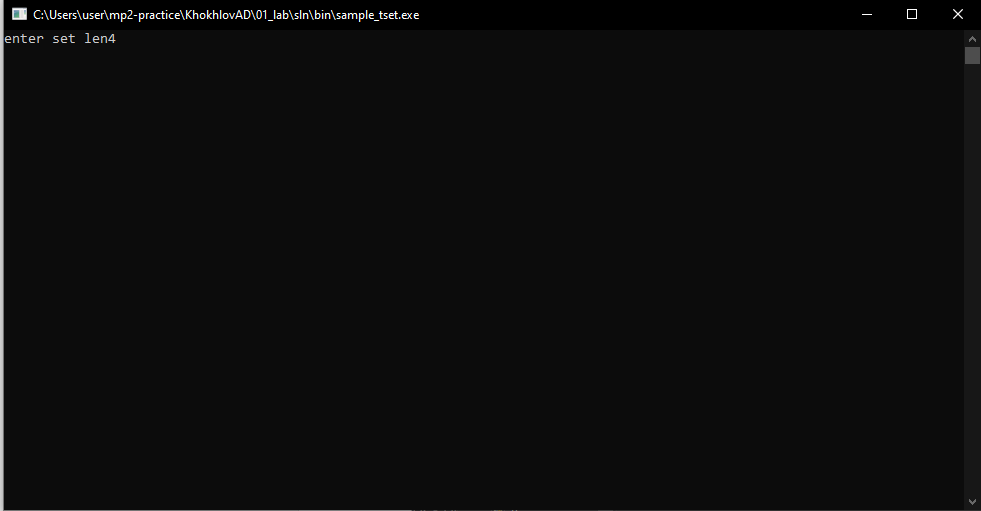 C:\Users\user\mp2-practice\KhokhlovAD\01_lab\sln\bin\sample_tset.exe
enter set len4